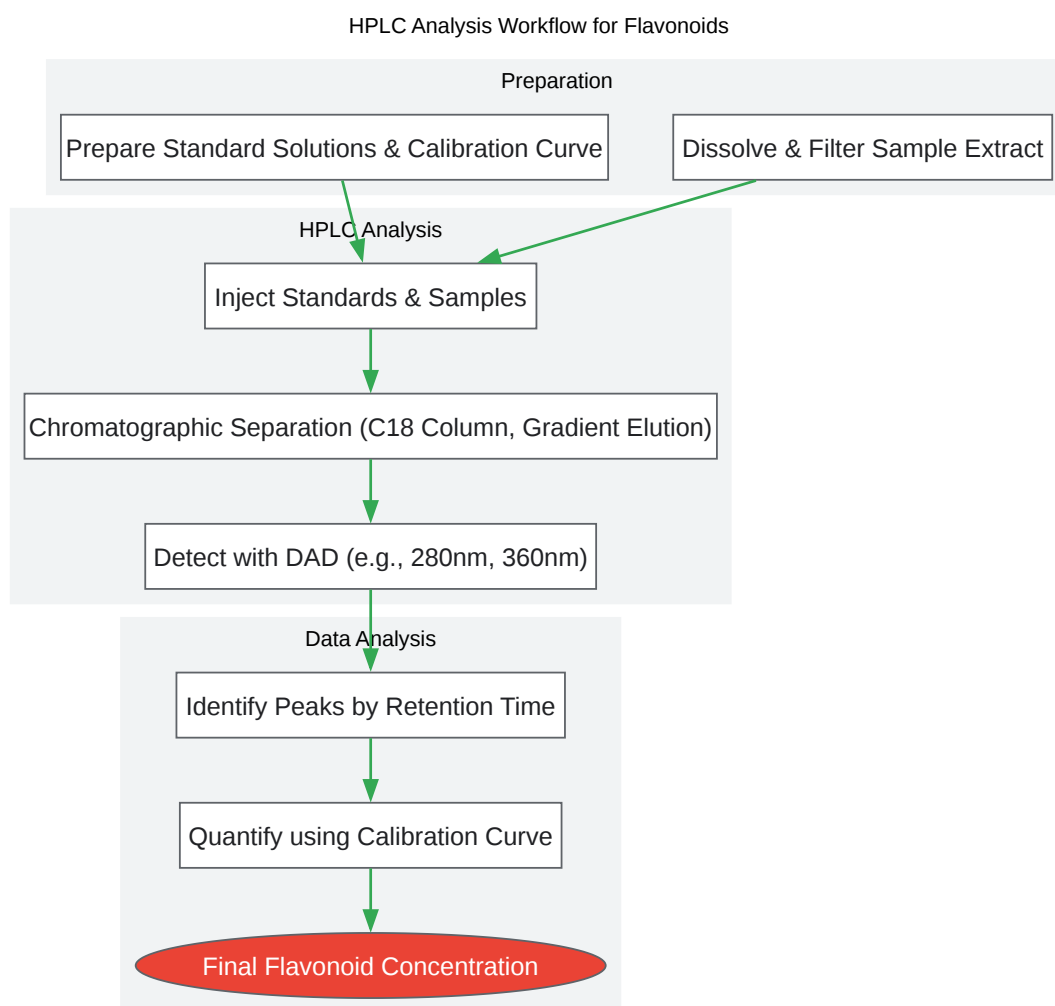 HPLC Analysis Workflow for Flavonoids
Preparation
Prepare Standard Solutions & Calibration Curve
Dissolve & Filter Sample Extract
HPLC Analysis
Inject Standards & Samples
Chromatographic Separation (C18 Column, Gradient Elution)
Detect with DAD (e.g., 280nm, 360nm)
Data Analysis
Identify Peaks by Retention Time
Quantify using Calibration Curve
Final Flavonoid Concentration